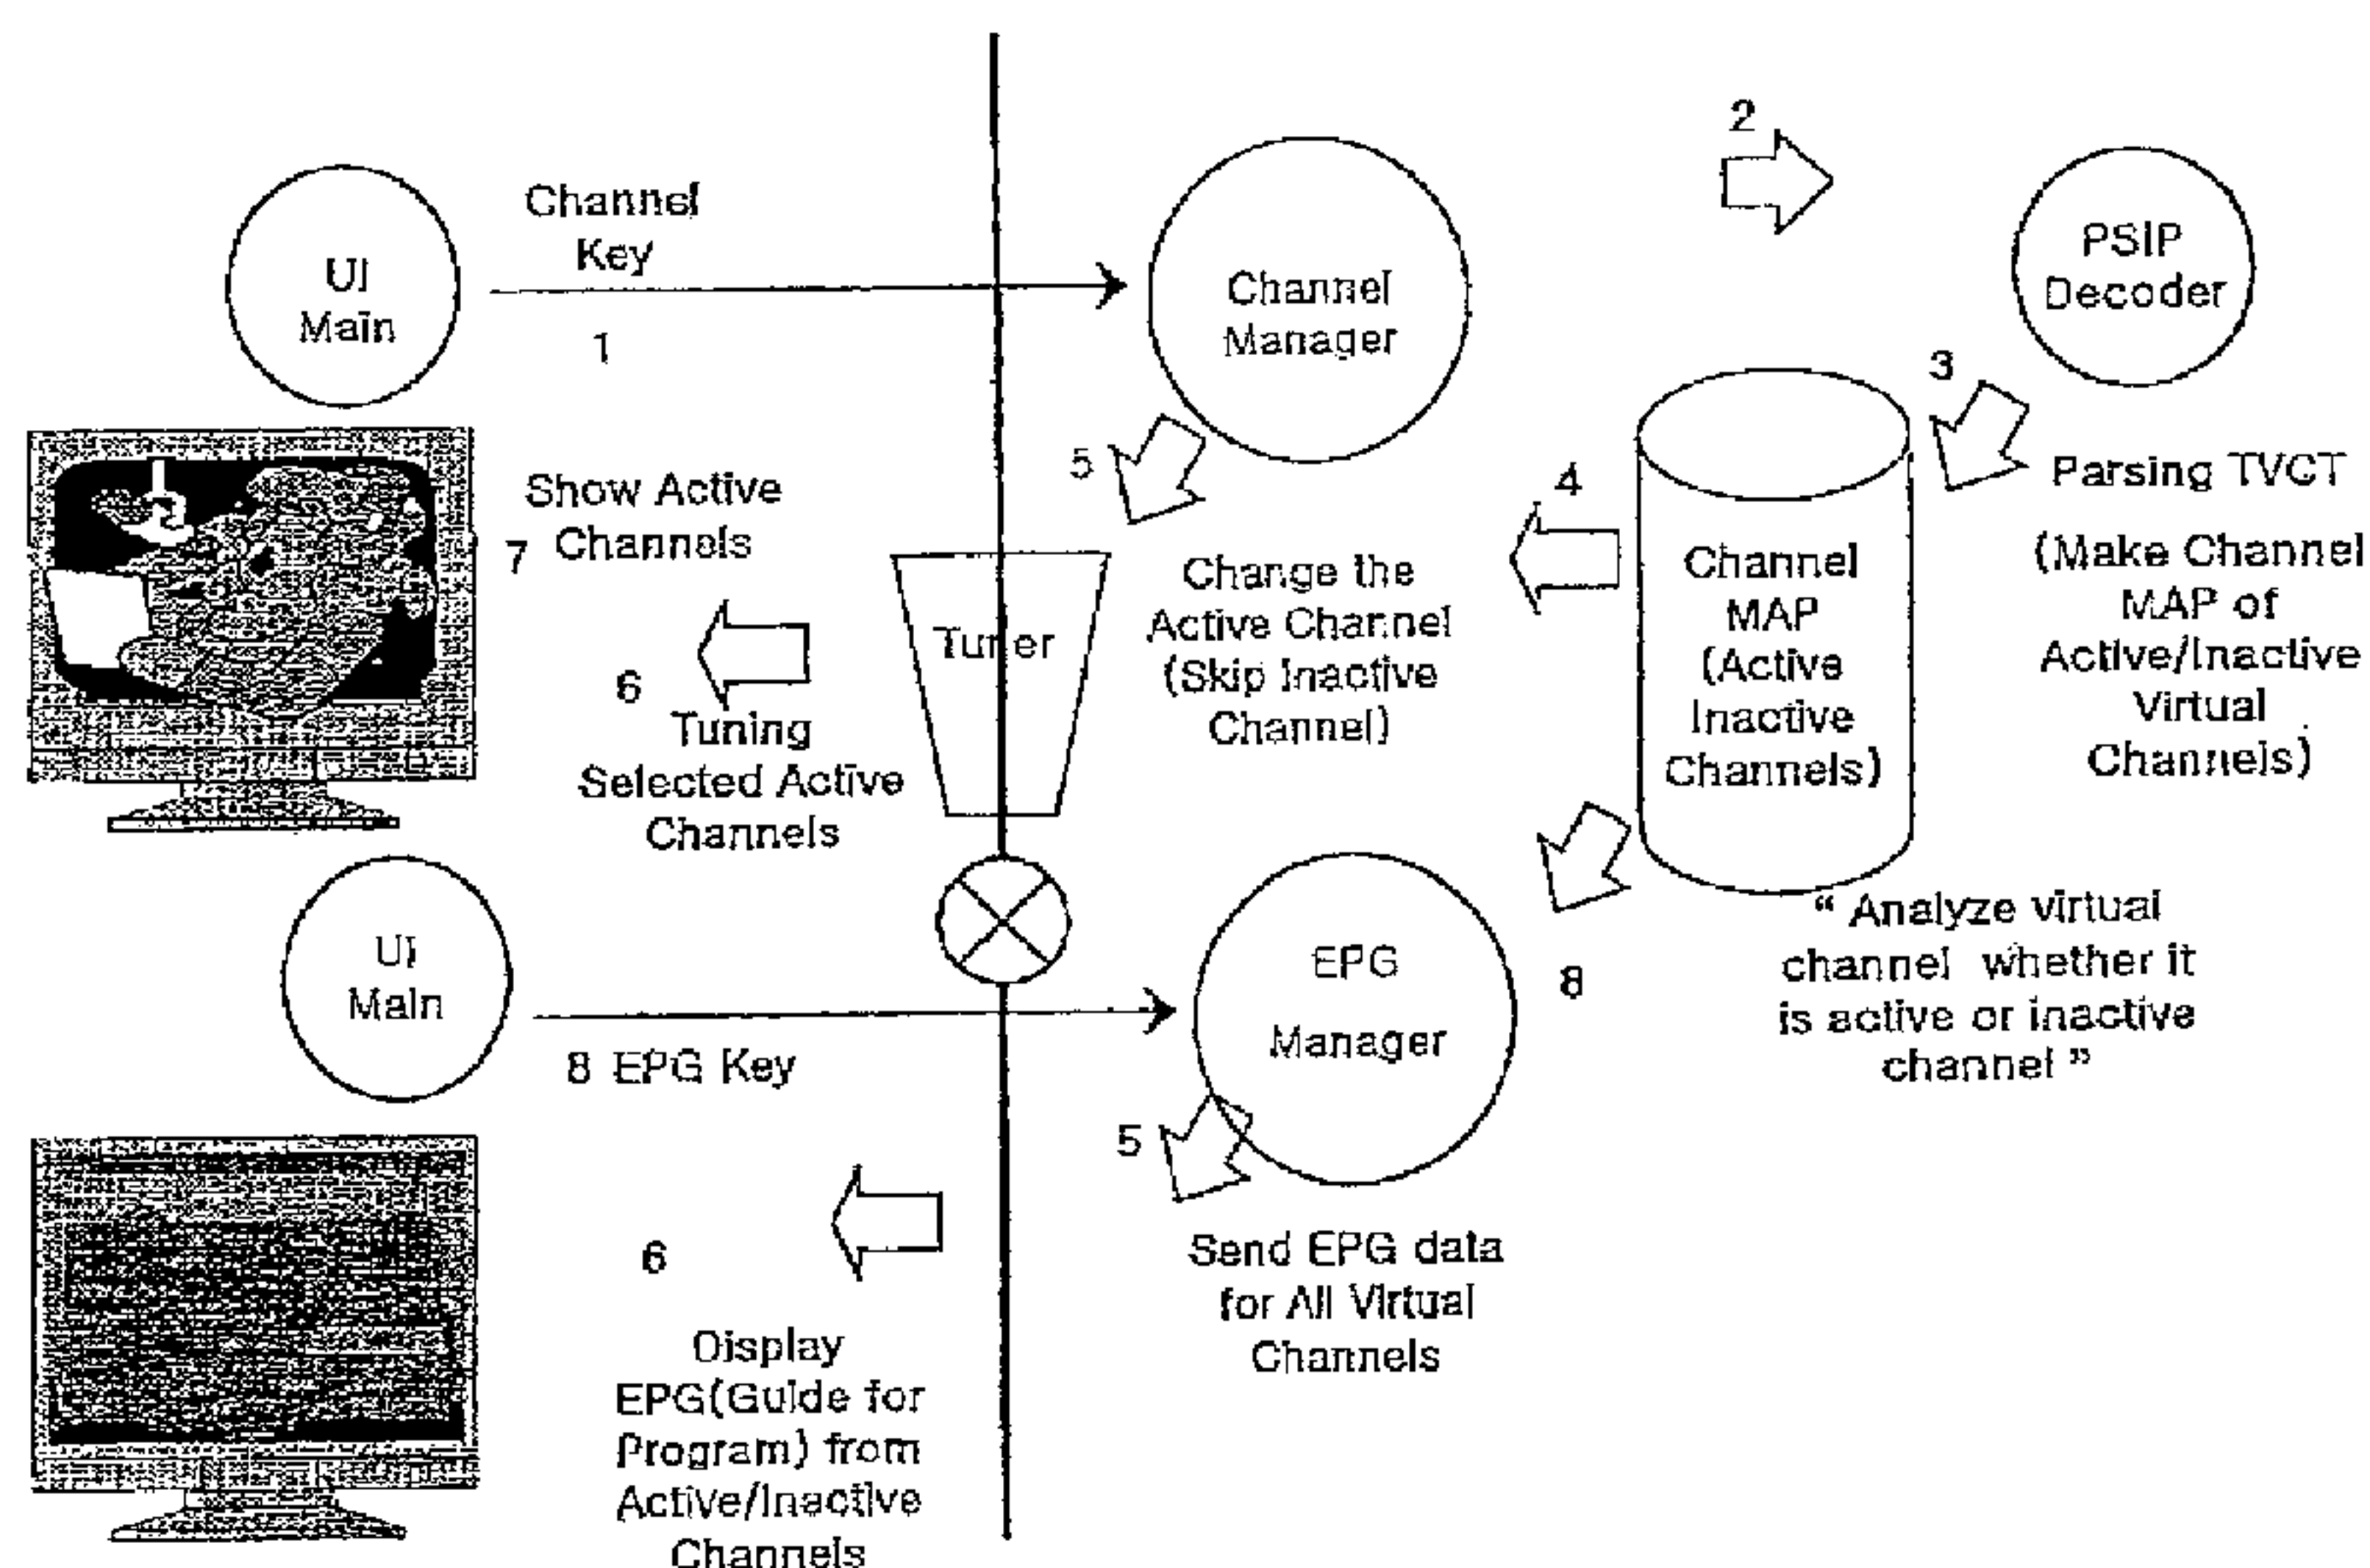 2
Channel
Key
UI
Main
1
Channel
Manager
PSIP
Decoder
3
Parsing TVCT
(Make Channel
MAP of
Active/Inactive
Virtual
Channels)
4
Channel
MAP
(Active
Inactive
Channels)
5
Change the
Active Channel
(Skip Inactive
Channel)
Show Active
7 Channels
Tuner
6
Tuning
Selected Active
Channels
UI
Main
8 EPG Key
EPG
Manager
8
“ Analyze virtual
channel whether it
is active or inactive
channel ”
5
Send EPG data
for All Virtual
Channels
6
Display
EPG(Guide for
Program) from
Active/Inactive
Channels